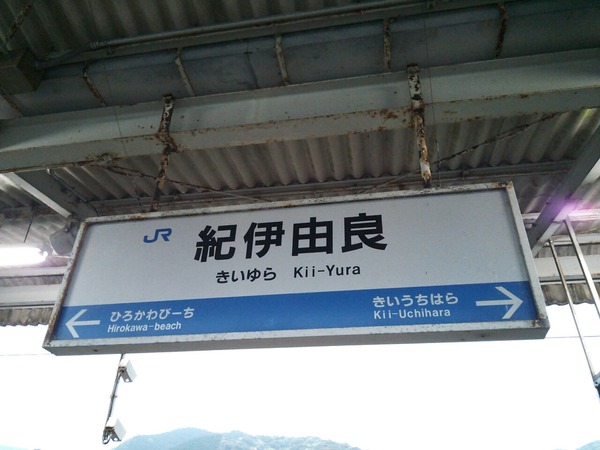 JR
紀伊由良
きいゆら Kii-Yura
ひろかわびーち
Hirokawa-beach
きいうちはら
Kii-Uchihara